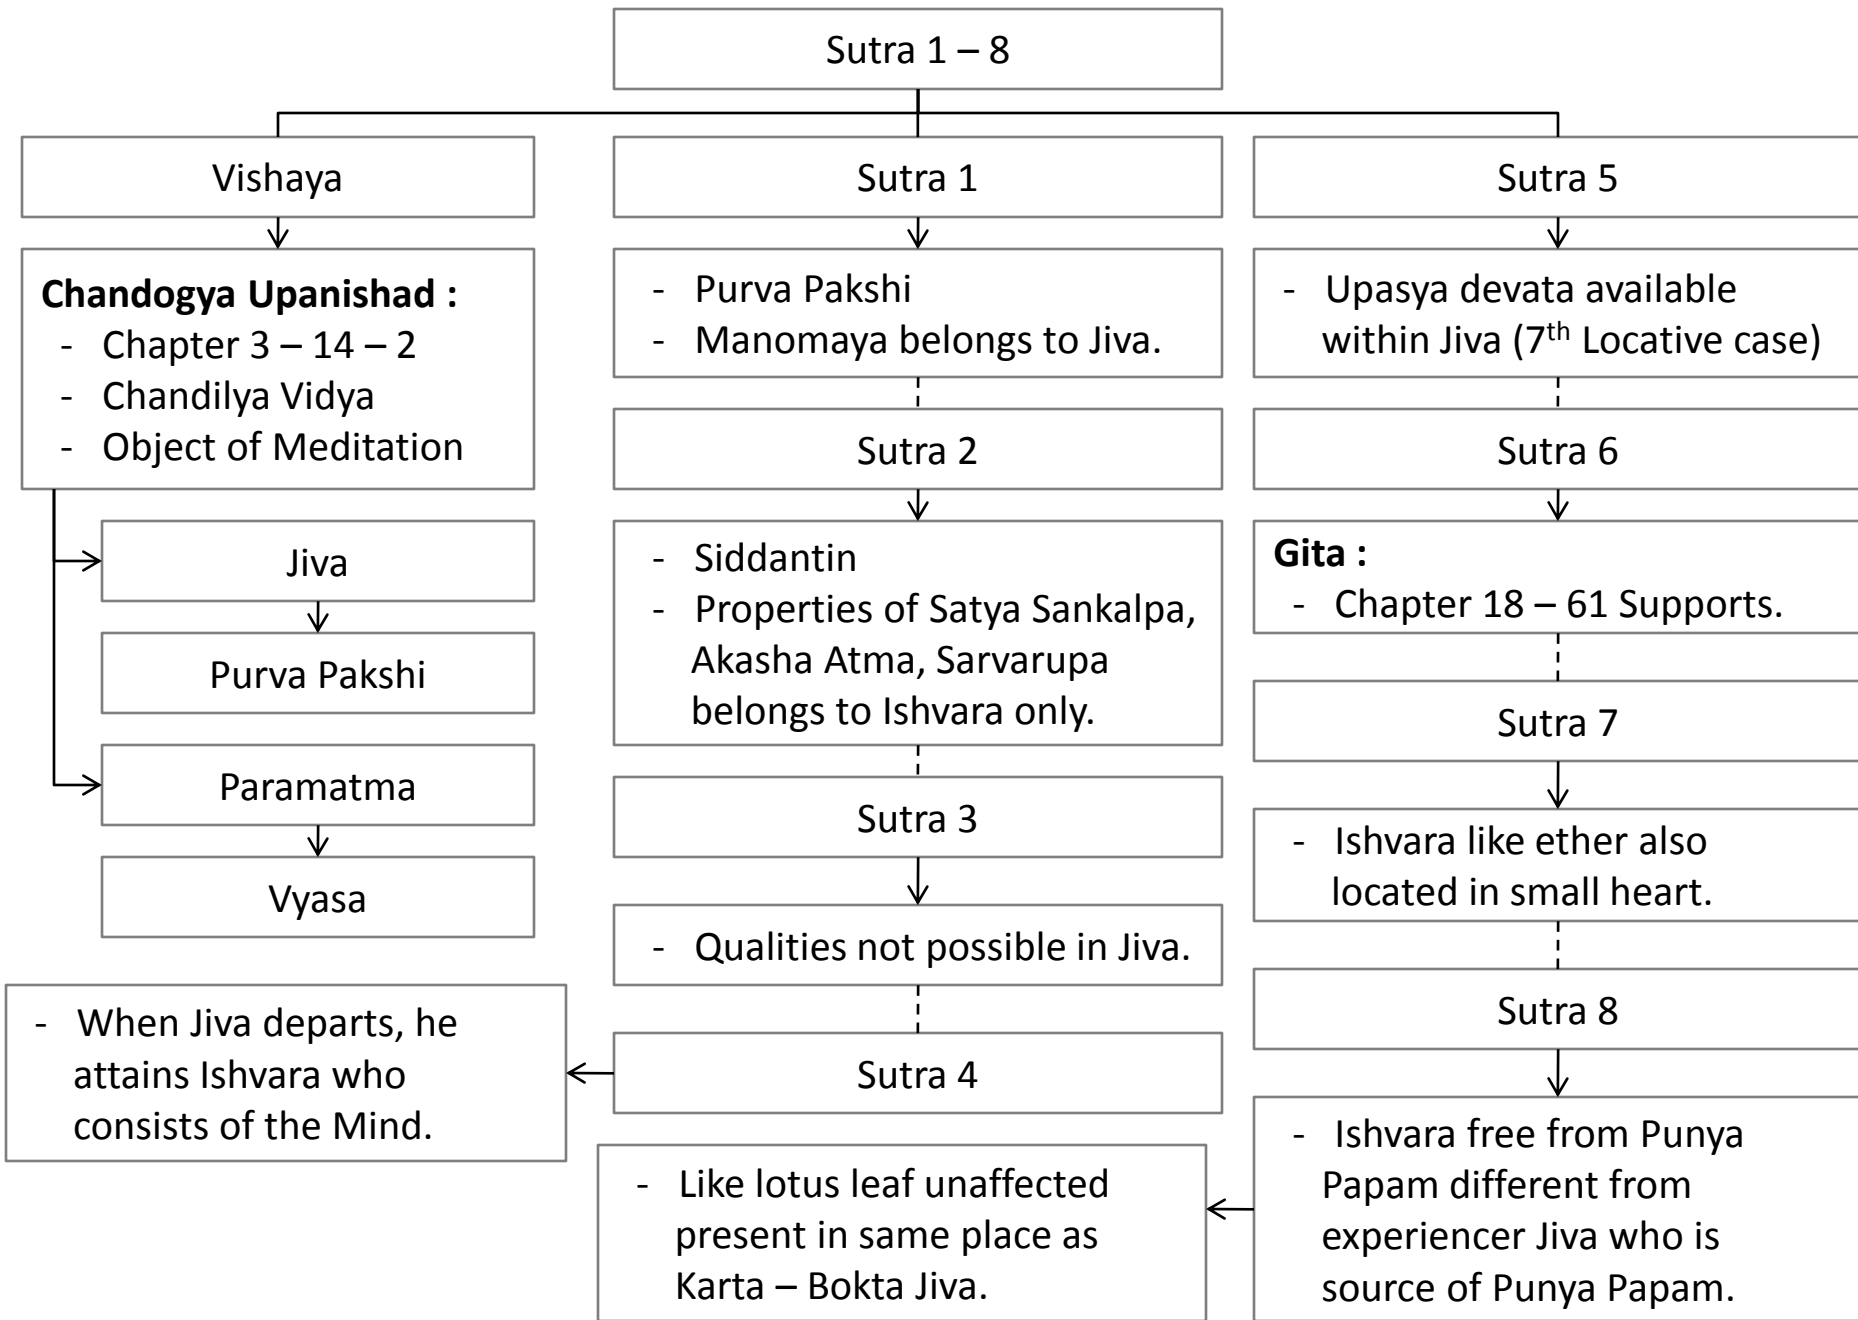 Sutra 1 – 8
Vishaya
Chandogya Upanishad :
- Chapter 3 – 14 – 2
- Chandilya Vidya
- Object of Meditation
Jiva
Purva Pakshi
Paramatma
Vyasa
Sutra 1
- Purva Pakshi
- Manomaya belongs to Jiva.
Sutra 2
- Siddantin
- Properties of Satya Sankalpa,
Akasha Atma, Sarvarupa
belongs to Ishvara only.
Sutra 3
- Qualities not possible in Jiva.
Sutra 4
- When Jiva departs, he
attains Ishvara who
consists of the Mind.
Sutra 5
- Upasya devata available
within Jiva (7th Locative case)
Sutra 6
Gita :
- Chapter 18 – 61 Supports.
Sutra 7
- Ishvara like ether also
located in small heart.
Sutra 8
- Ishvara free from Punya
Papam different from
experiencer Jiva who is
source of Punya Papam.
- Like lotus leaf unaffected
present in same place as
Karta – Bokta Jiva.